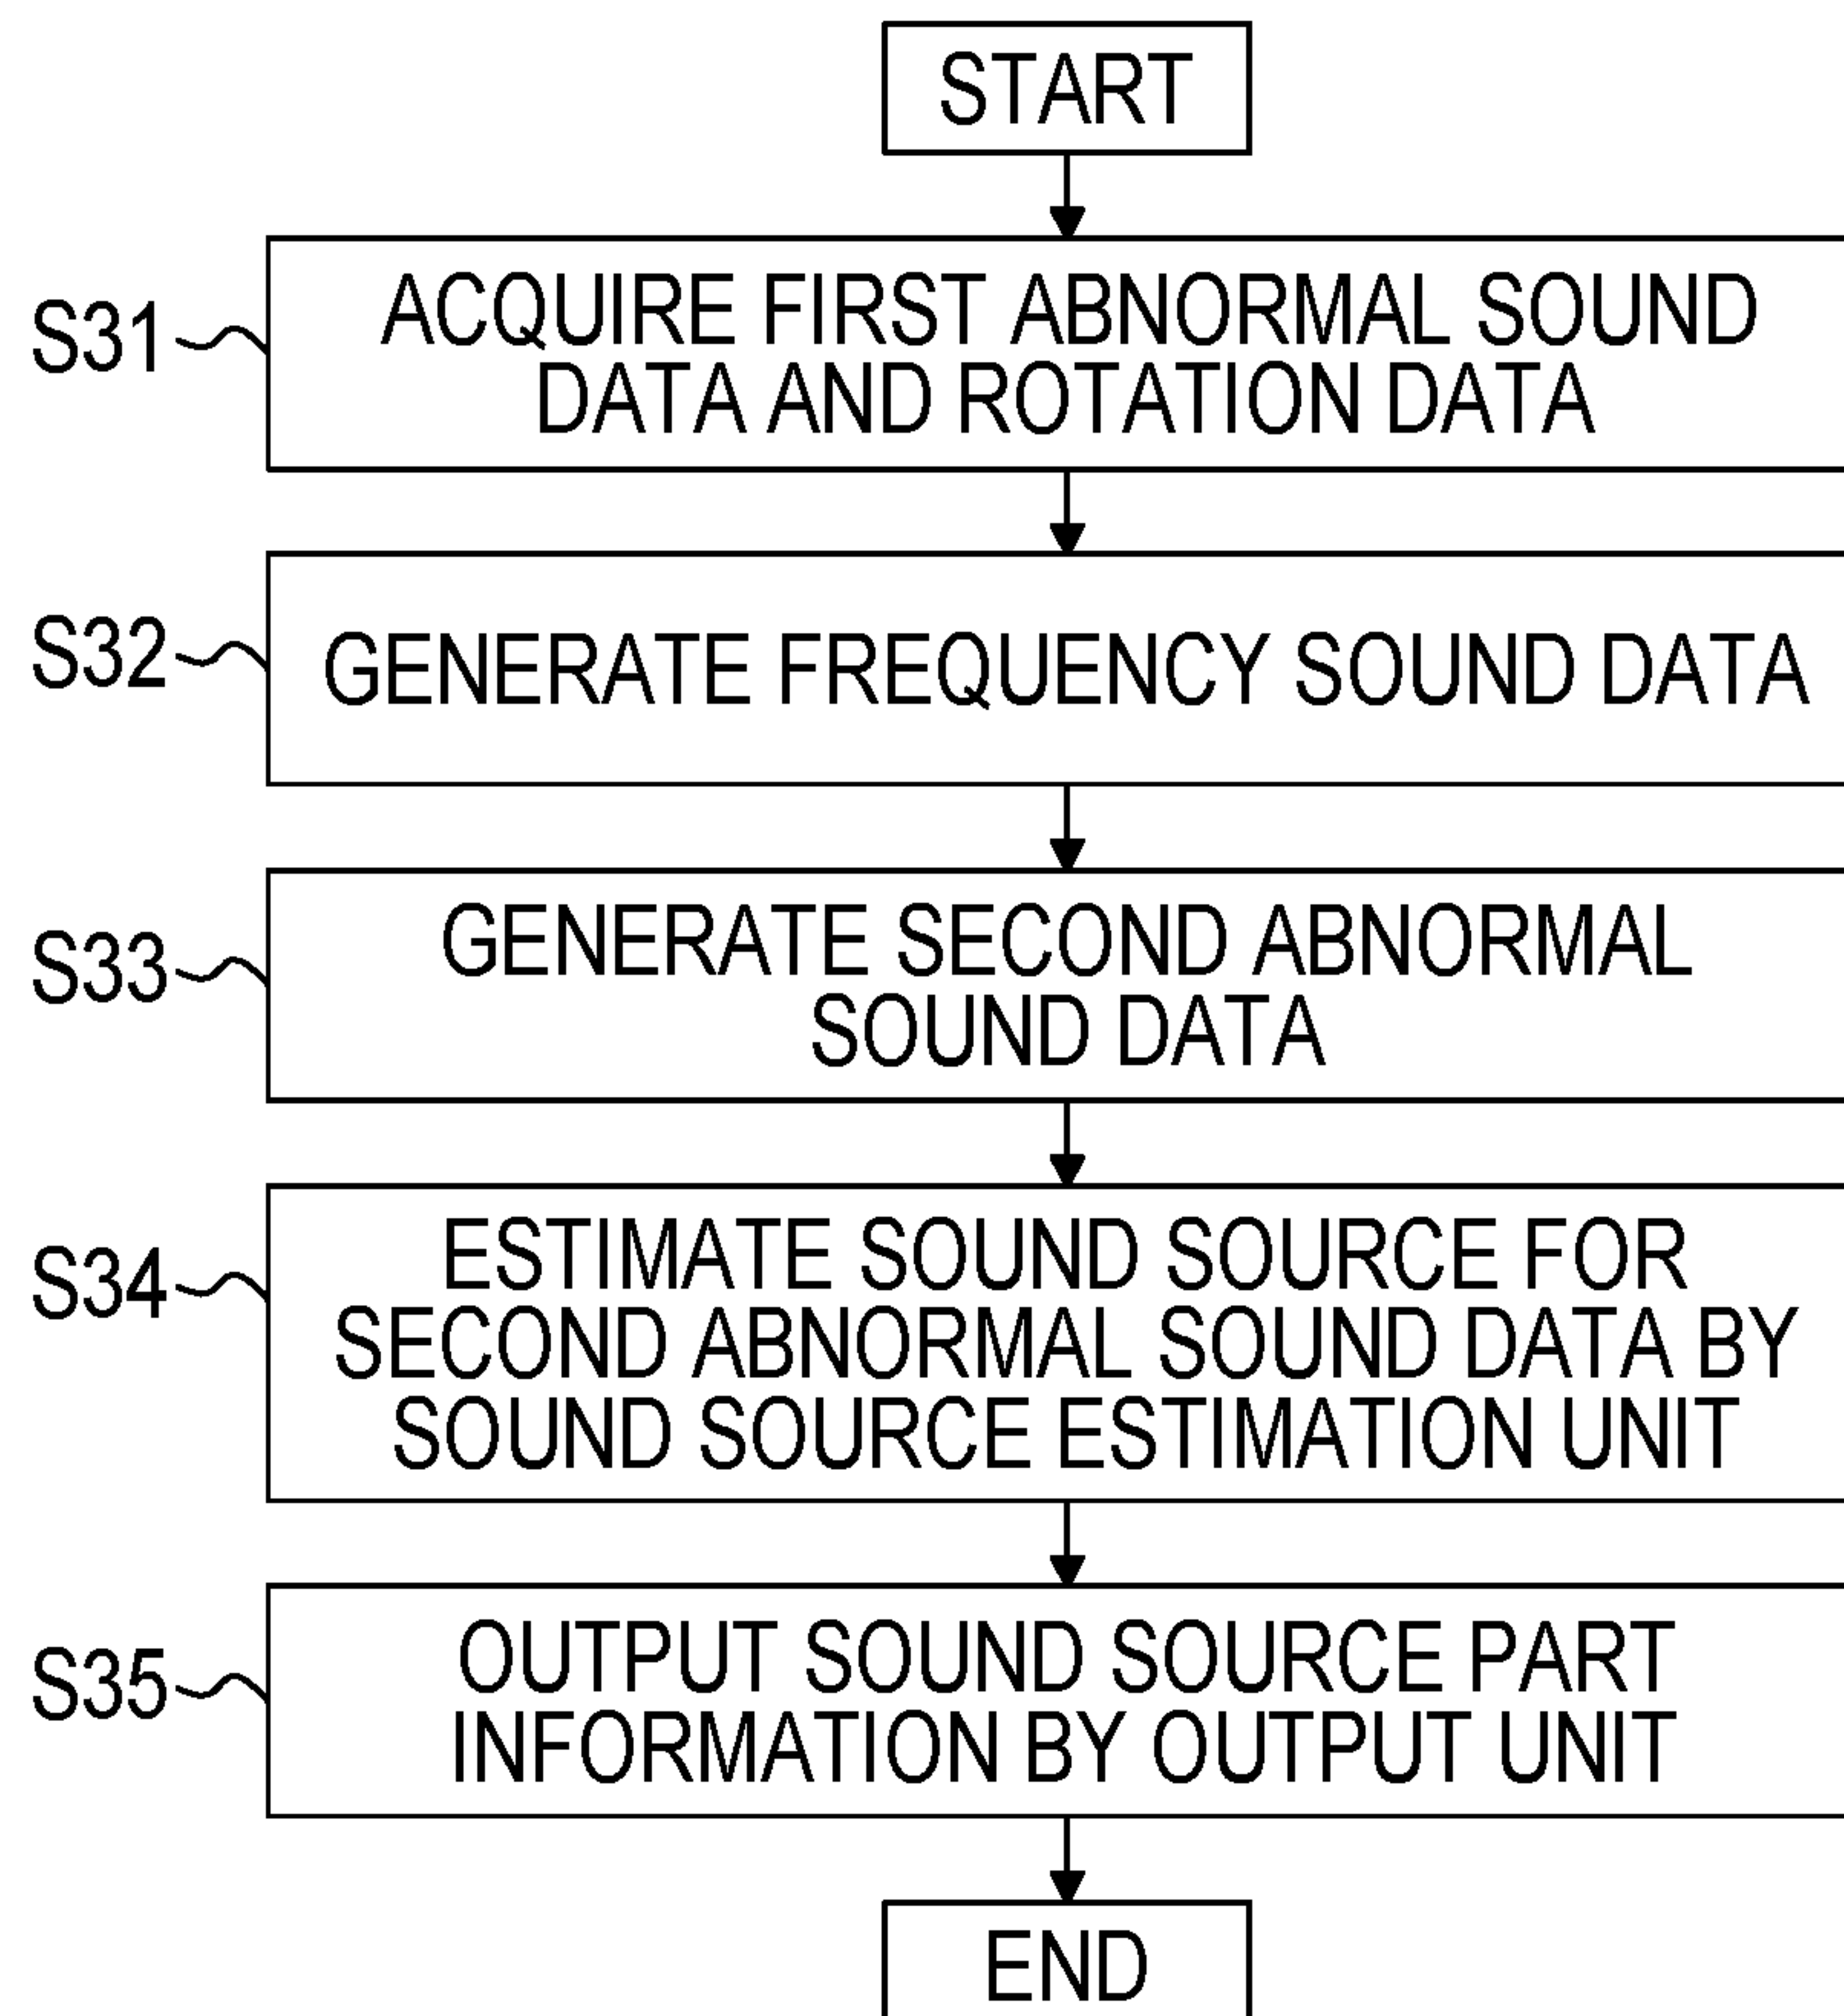 START
S31
ACQUIRE FIRST ABNORMAL SOUND
DATA AND ROTATION DATA
S32
GENERATE FREQUENCY SOUND DATA
S33
GENERATE SECOND ABNORMAL
SOUND DATA
S34
ESTIMATE SOUND SOURCE FOR
SECOND ABNORMAL SOUND DATA BY
SOUND SOURCE ESTIMATION UNIT
S35
OUTPUT SOUND SOURCE PART
INFORMATION BY OUTPUT UNIT
END